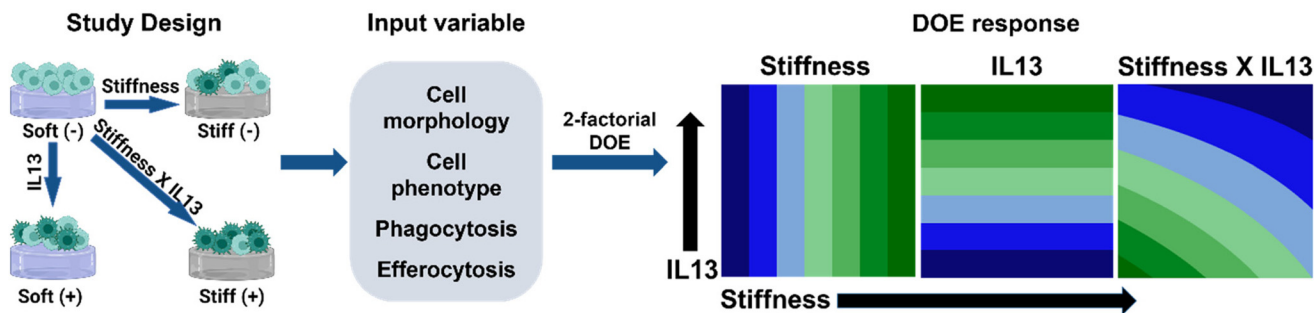 Study Design
Input variable
DOE response
Soft (-)
Stiffness
Stiff (-)
IL13
Stiffness X IL13
Soft (+)
Stiff (+)
Cell
morphology
Cell
phenotype
Phagocytosis
Efferocytosis
2-factorial
DOE
Stiffness
IL13
Stiffness X IL13
IL13
Stiffness